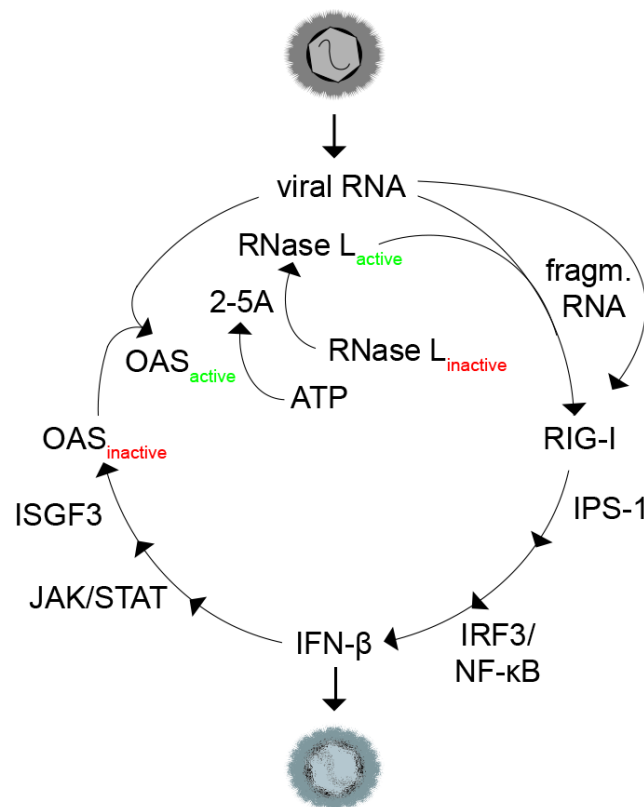 viral RNA
RNase Lactive
fragm.
RNA
2-5A
OASactive
RNase Linactive
ATP
OASinactive
RIG-I
ISGF3
IPS-1
JAK/STAT
IFN-β
IRF3/
NF-κB